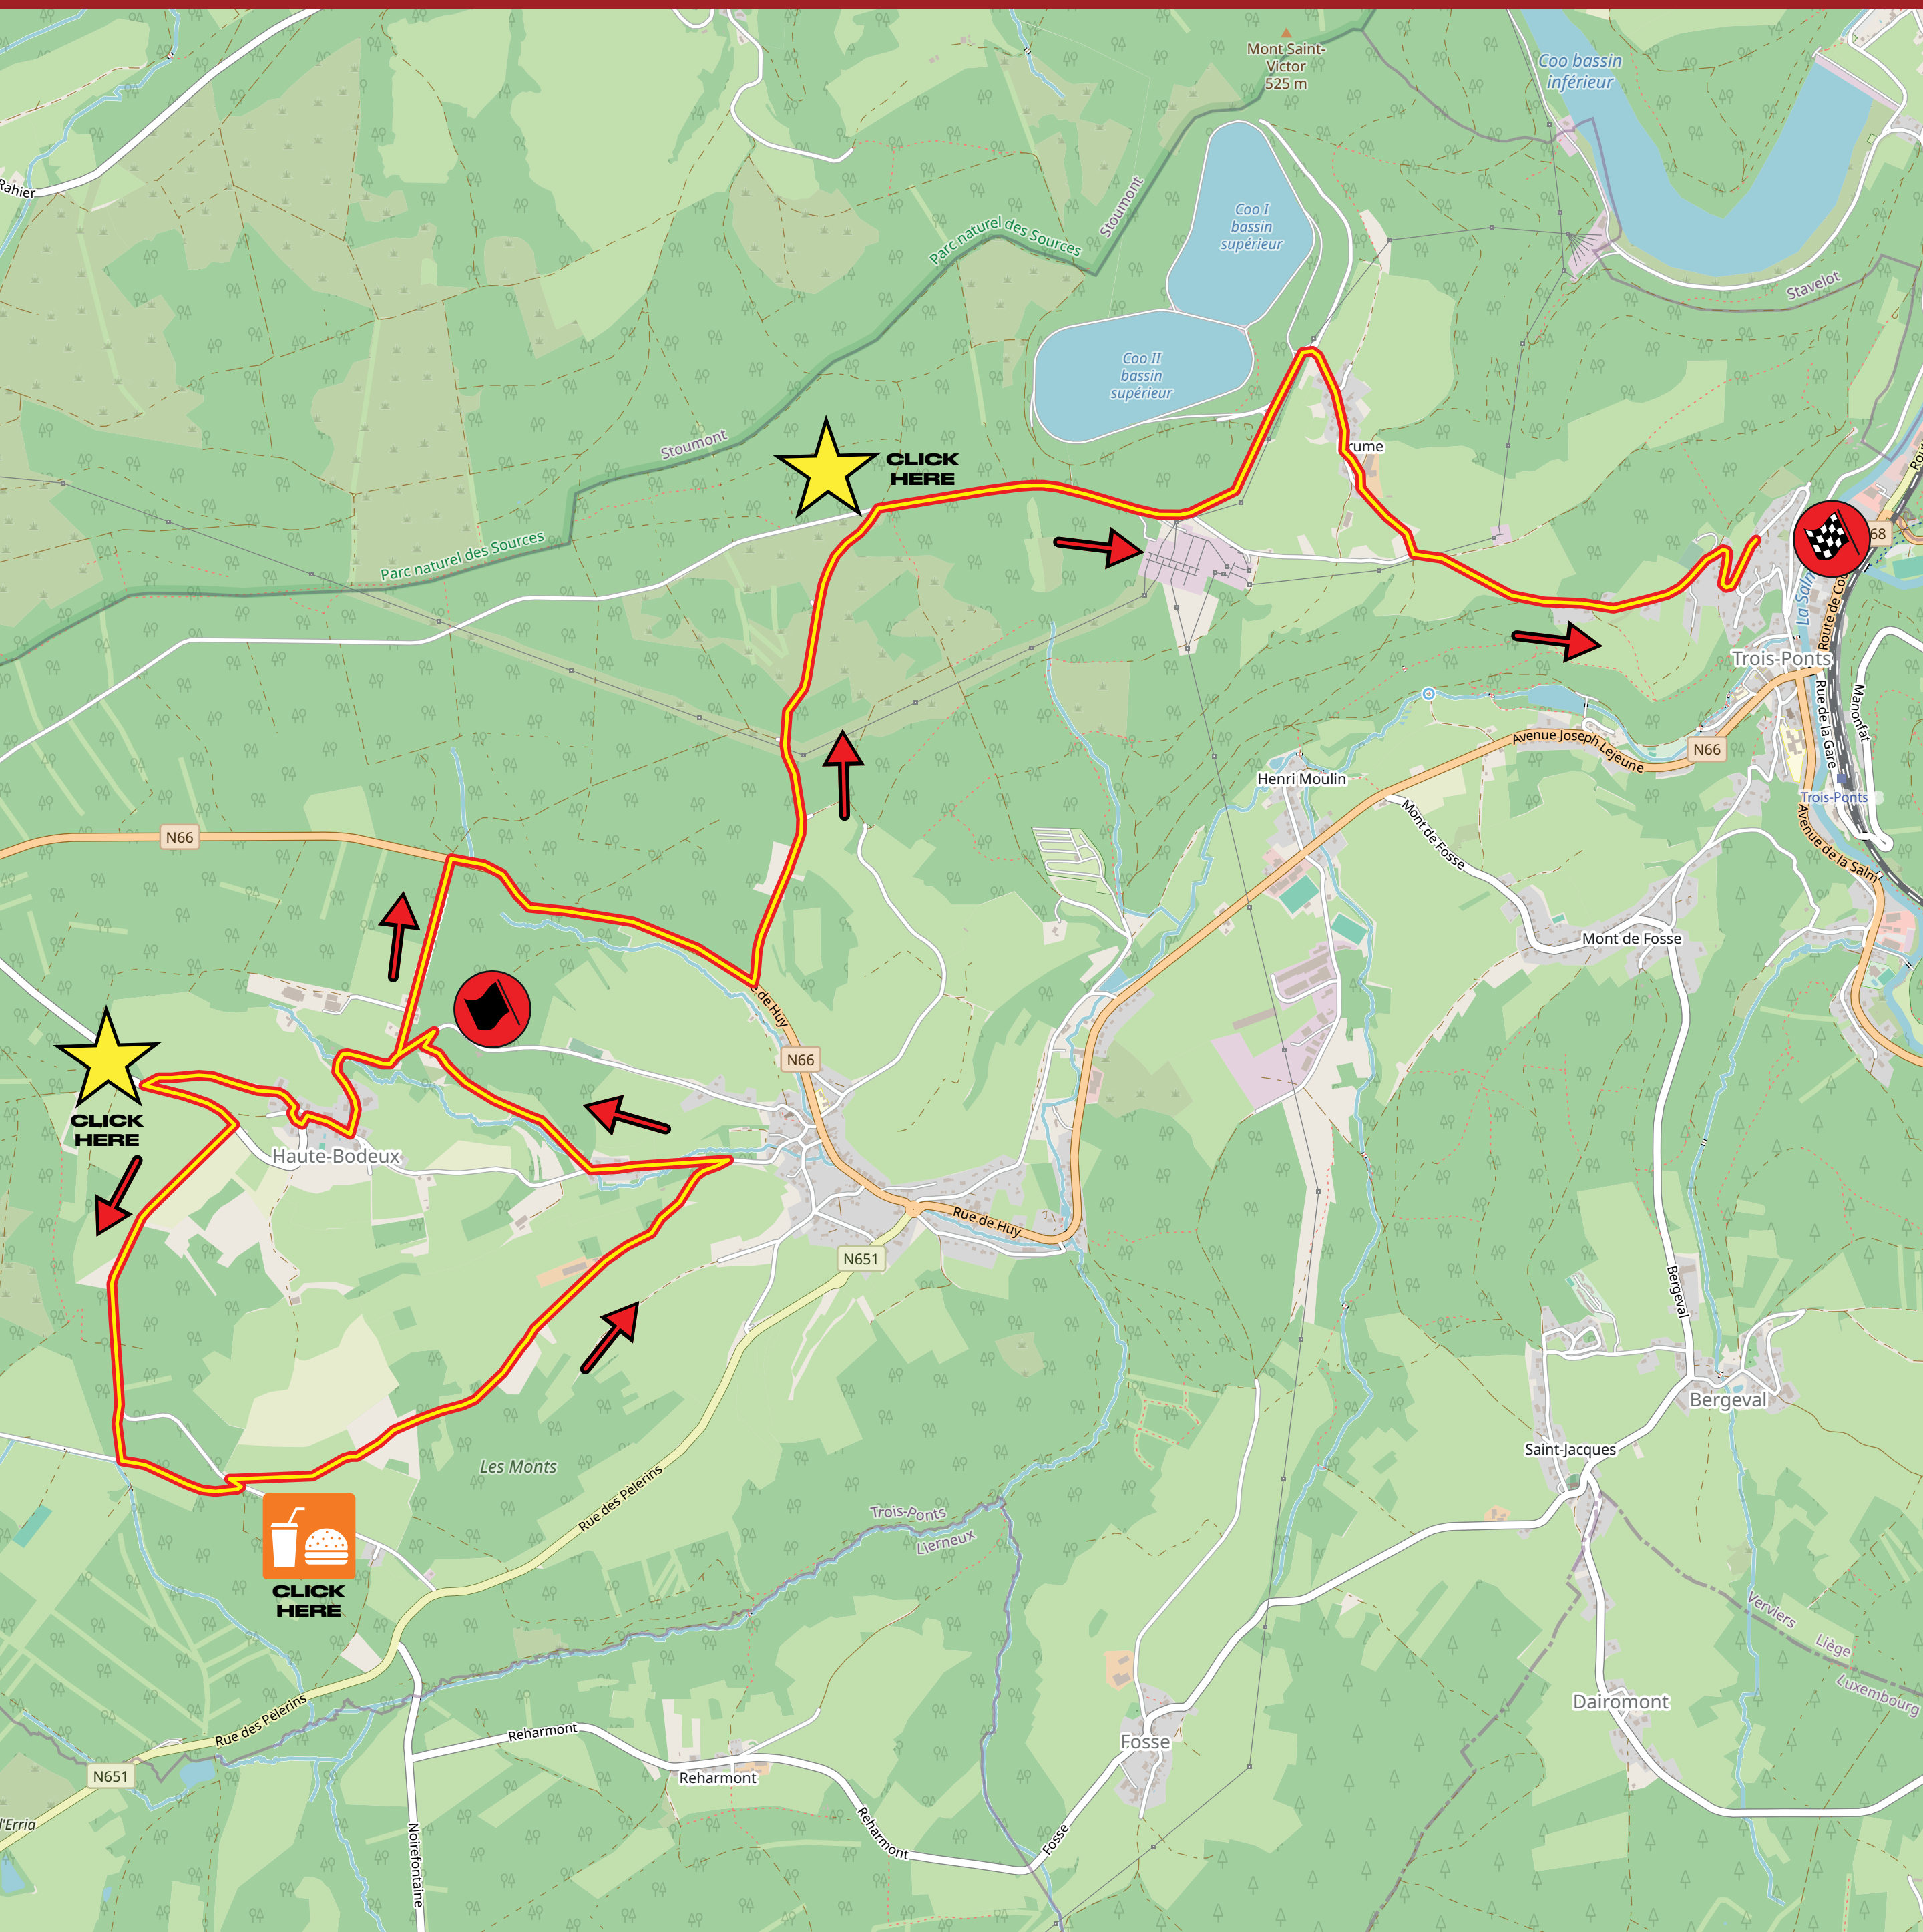 Mont Saint-
Victor
525 m
Coo bassin
inférieur
Rahier
Coo I
bassin
supérieur
Stoumont
Parc naturel des Sources
Stavelot
Coo II
bassin
supérieur
Stoumont
CLICK
HERE
rume
Parc naturel des Sources
68
La Salm
Route de Coo
Trois-Ponts
Rue de la Gare
Manonfat
Avenue Joseph Lejeune
N66
Henri Moulin
Trois-Ponts
Mont de Fosse
Avenue de la Salm
N66
Mont de Fosse
de Huy
N66
CLICK
HERE
Haute-Bodeux
Rue de Huy
N651
Bergeval
Bergeval
Saint-Jacques
Les Monts
Rue des Pèlerins
Trois-Ponts
Lierneux
CLICK
HERE
Verviers
Liège
Luxembourg
Dairomont
Rue des Pèlerins
Reharmont
Fosse
N651
Reharmont
Reharmont
Fosse
Noirefontaine
l'Erria